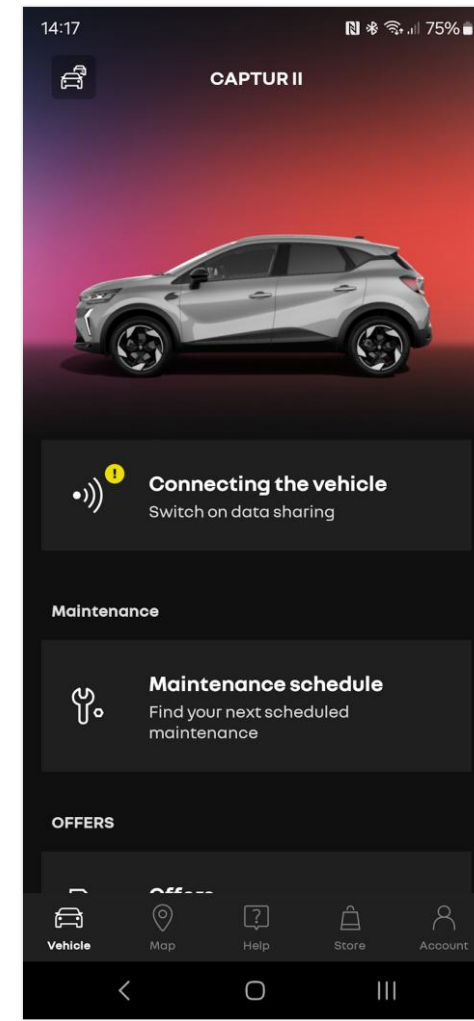 14:17 75%
CAPTUR II
Connecting the vehicle
Switch on data sharing
Maintenance
Maintenance schedule
Find your next scheduled
maintenance
OFFERS
Offers
Vehicle Map Help Store Account